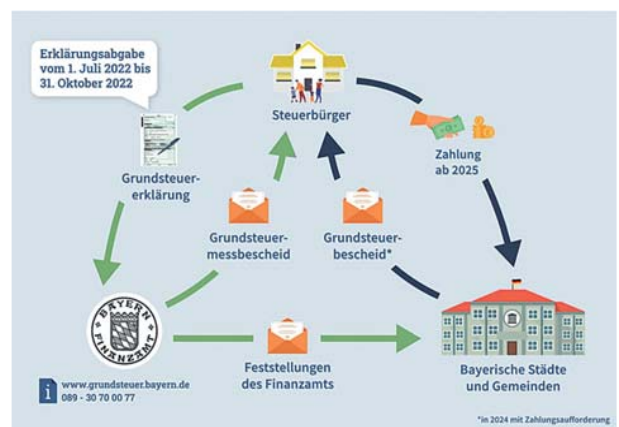 Erklärungsabgabe
vom 1. Juli 2022 bis
31. Oktober 2022
Steuerbürger
Grundsteuer-
erklärung
Zahlung
ab 2025
Grundsteuer-
messbescheid
Grundsteuer-
bescheid*
BAYERN
FINANZAMT
Feststellungen
des Finanzamts
Bayerische Städte
und Gemeinden
i www.grundsteuer.bayern.de
089 - 30 70 00 77
*in 2024 mit Zahlungsaufforderung